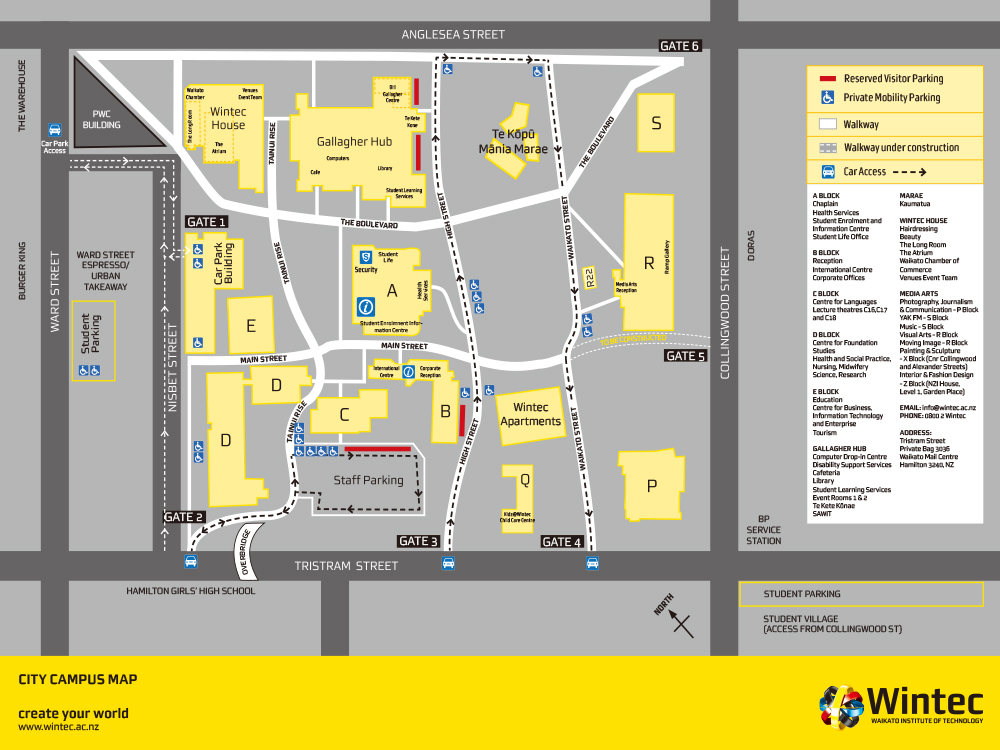 ANGLESEA STREET
GATE 6
THE WAREHOUSE
PWC
BUILDING
Car Park
Access
Waikato
Chamber
Venues
Event Team
The Long Room
Wintec
House
The
Atrium
TAINUI RISE
Bill
Gallagher
Centre
Te Kete
Kōnae
Gallagher Hub
Computers
Library
Cafe
Student Learning
Services
Te Kōpū
Mānia Marae
THE BOULEVARD
S
HIGH STREET
WAIKATO STREET
THE BOULEVARD
GATE 1
BURGER KING
WARD STREET
WARD STREET
ESPRESSO/
URBAN
TAKEAWAY
Student
Parking
NISBET STREET
Car Park
Building
TAINUI RISE
E
Student
Life
Security
A
Health
Services
Student Enrolment Infor-
mation Centre
R22
R
Ramp Gallery
Media Arts
Reception
COLLINGWOOD STREET
DORAS
GATE 5
MAIN STREET
MAIN STREET
International
Centre
Corporate
Reception
D
D
C
B
TAINUI RISE
HIGH STREET
Wintec
Apartments
WAIKATO STREET
Staff Parking
Q
Kidz@Wintec
Child Care Centre
P
GATE 2
GATE 3
GATE 4
OVERBRIDGE
TRISTRAM STREET
HAMILTON GIRLS' HIGH SCHOOL
NORTH
BP
SERVICE
STATION
STUDENT PARKING
STUDENT VILLAGE
(ACCESS FROM COLLINGWOOD ST)
Reserved Visitor Parking
Private Mobility Parking
Walkway
Walkway under construction
Car Access
A BLOCK
Chaplain
Health Services
Student Enrolment and
Information Centre
Student Life Office
B BLOCK
Reception
International Centre
Corporate Offices
C BLOCK
Centre for Languages
Lecture theatres C16,C17
and C18
D BLOCK
Centre for Foundation
Studies
Health and Social Practice,
Nursing, Midwifery
Science, Research
E BLOCK
Education
Centre for Business,
Information Technology
and Enterprise
Tourism
GALLAGHER HUB
Computer Drop-in Centre
Disability Support Services
Cafeteria
Library
Student Learning Services
Event Rooms 1 & 2
Te Kete Kōnae
SAWIT
MARAE
Kaumatua
WINTEC HOUSE
Hairdressing
Beauty
The Long Room
The Atrium
Waikato Chamber of
Commerce
Venues Event Team
MEDIA ARTS
Photography, Journalism
& Communication - P Block
YAK FM - S Block
Music - S Block
Visual Arts - R Block
Moving Image - R Block
Painting & Sculpture
- X Block (Cnr Collingwood
and Alexander Streets)
Interior & Fashion Design
- Z Block (NZI House,
Level 1, Garden Place)
EMAIL: info@wintec.ac.nz
PHONE: 0800 2 Wintec
ADDRESS:
Tristram Street
Private Bag 3036
Waikato Mail Centre
Hamilton 3240, NZ
CITY CAMPUS MAP
create your world
www.wintec.ac.nz
Wintec
WAIKATO INSTITUTE OF TECHNOLOGY